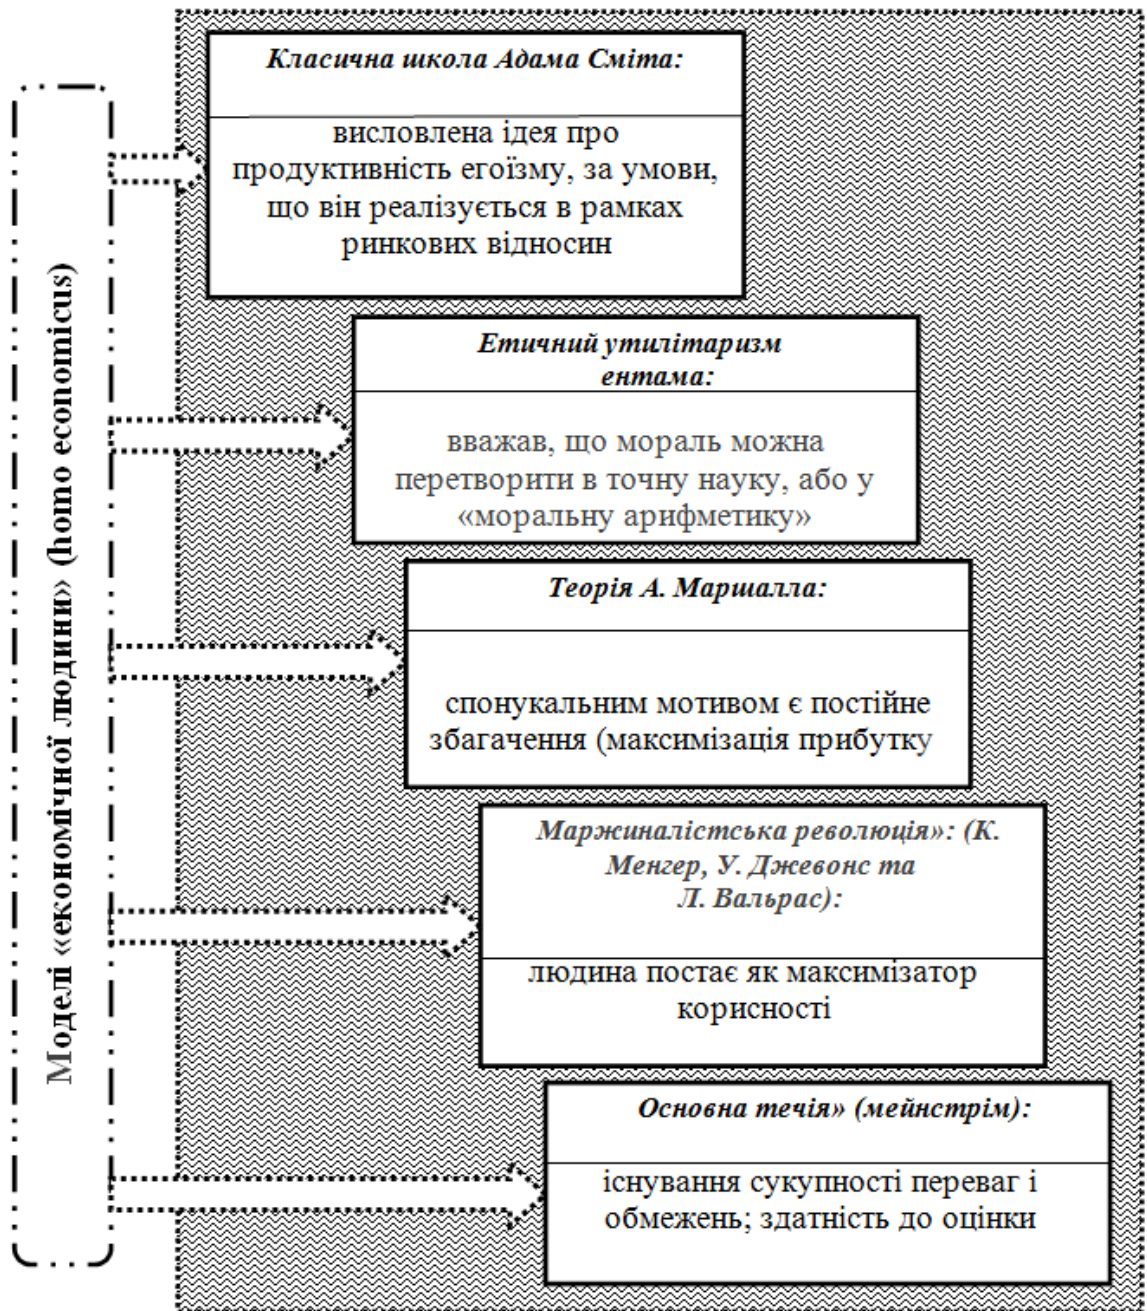 Моделі «економічної людини» (homo economicus)
Класична школа Адама Сміта:
висловлена ідея про
продуктивність егоїзму, за умови,
що він реалізується в рамках
ринкових відносин
Етичний утилітаризм
ентама:
вважав, що мораль можна
перетворити в точну науку, або у
«моральну арифметику»
Теорія А. Маршалла:
спонукальним мотивом є постійне
збагачення (максимізація прибутку
Маржиналістська революція»: (К.
Менгер, У. Джевонс та
Л. Вальрас):
людина постає як максимізатор
корисності
Основна течія» (мейнстрім):
існування сукупності переваг і
обмежень; здатність до оцінки